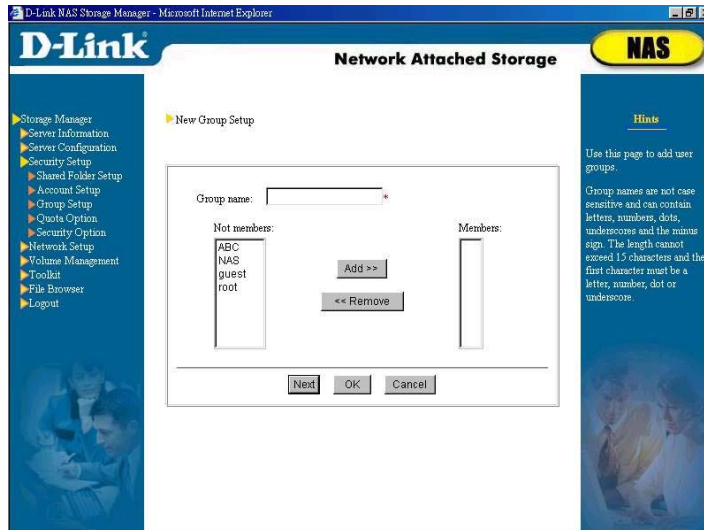 D-Link NAS Storage Manager - Microsoft Internet Explorer
D-Link
Network Attached Storage
NAS
Storage Manager
Server Information
Server Configuration
Security Setup
Shared Folder Setup
Account Setup
Group Setup
Quota Option
Security Option
Network Setup
Volume Management
Toolkit
File Browser
Logout
New Group Setup
Group name: *
Not members:
ABC
NAS
guest
root
Add >>
<< Remove
Members:
Next OK Cancel
Hints
Use this page to add user
groups.
Group names are not case
sensitive and can contain
letters, numbers, dots,
underscores and the minus
sign. The length cannot
exceed 15 characters and the
first character must be a
letter, number, dot or
underscore.